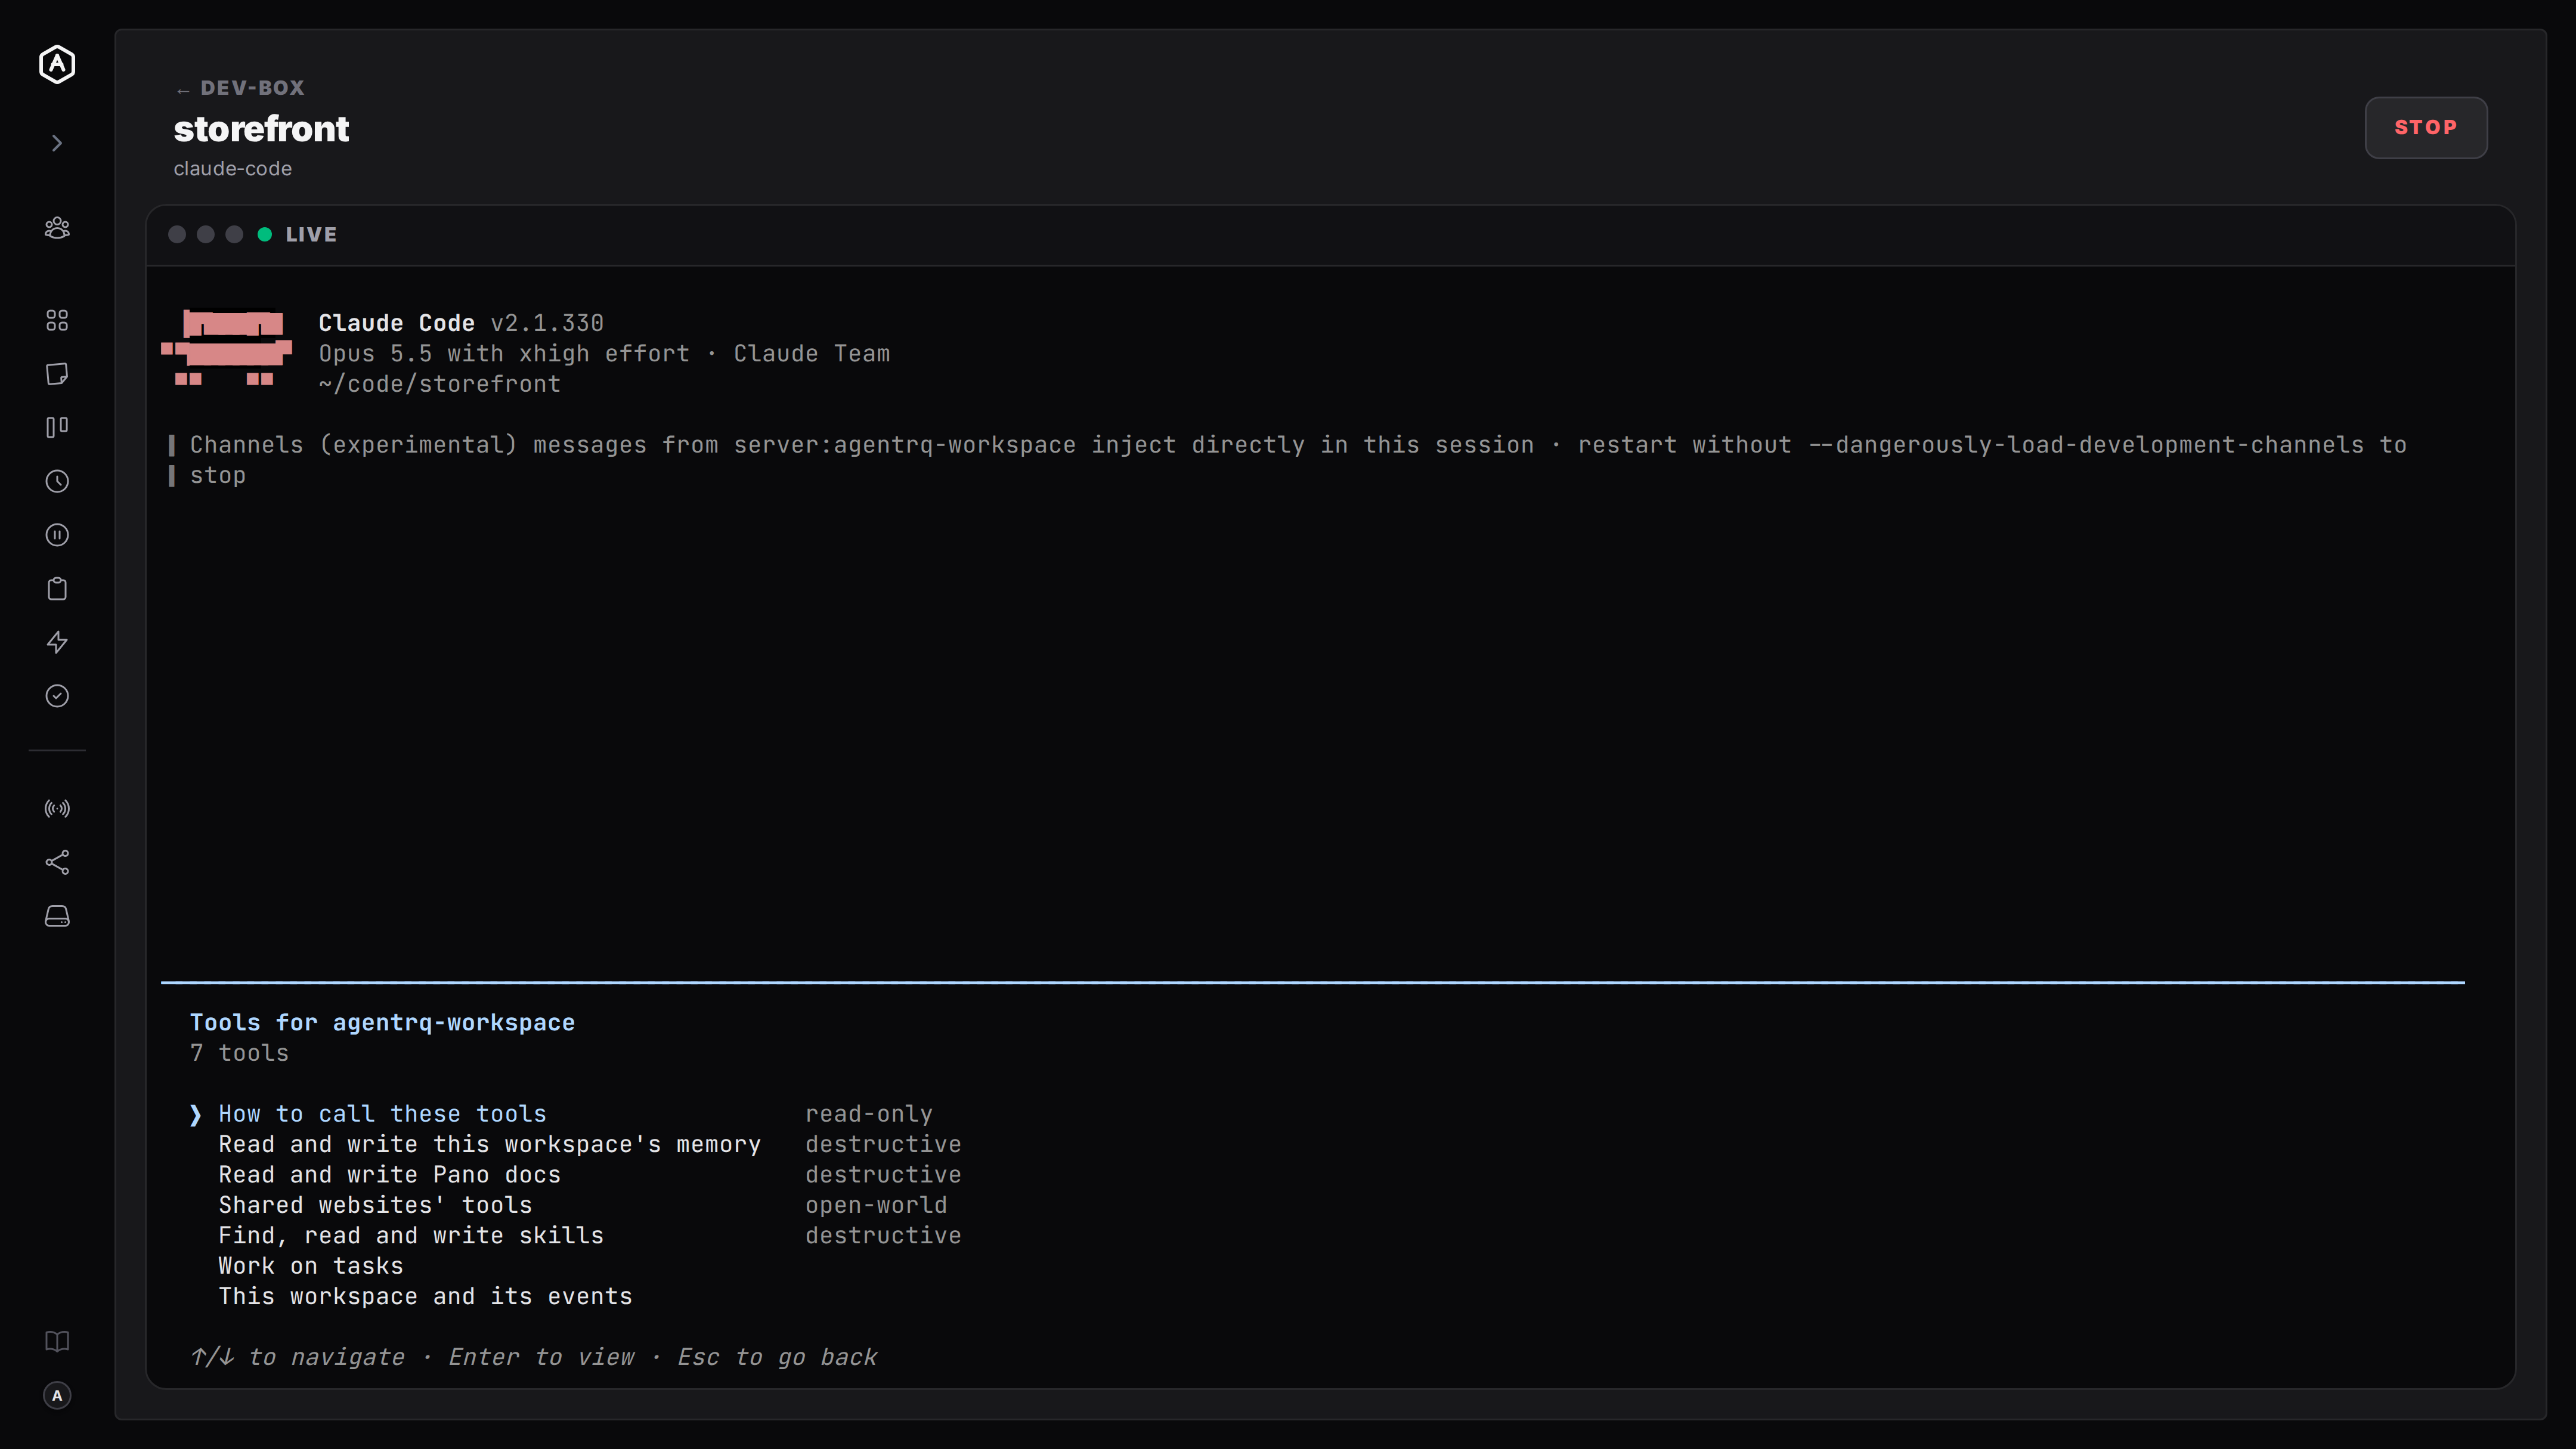 A
← DEV-BOX
storefront
claude-code
STOP
LIVE
Claude Code v2.1.330
Opus 5.5 with xhigh effort · Claude Team
~/code/storefront
Channels (experimental) messages from server:agentrq-workspace inject directly in this session · restart without --dangerously-load-development-channels to
stop
Tools for agentrq-workspace
7 tools
❯ How to call these tools read-only
Read and write this workspace's memory destructive
Read and write Pano docs destructive
Shared websites' tools open-world
Find, read and write skills destructive
Work on tasks
This workspace and its events
↑/↓ to navigate · Enter to view · Esc to go back
A